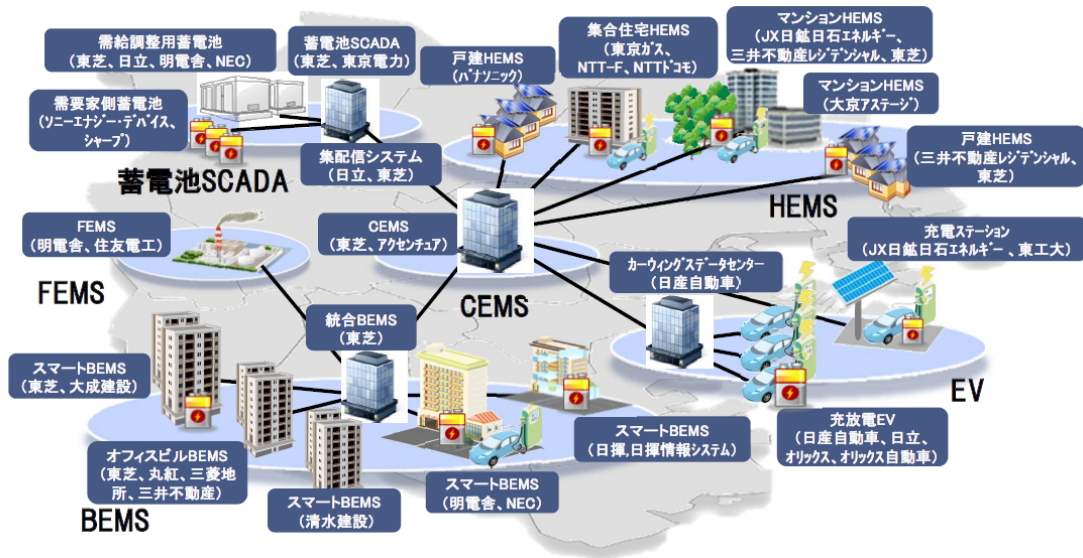 需給調整用蓄電池
(東芝、日立、明電舎、NEC)
蓄電池SCADA
(東芝、東京電力)
戸建HEMS
(パナソニック)
集合住宅HEMS
(東京ガス、
NTT-F、NTTドコモ)
マンションHEMS
(JX日鉱日石エネルギー、
三井不動産レジデンシャル、東芝)
マンションHEMS
(大京アステージ)
需要家側蓄電池
(ソニーエナジー・デバイス、
シャープ)
集配信システム
(日立、東芝)
戸建HEMS
(三井不動産レジデンシャル、
東芝)
蓄電池SCADA
HEMS
FEMS
(明電舎、住友電工)
CEMS
(東芝、アクセンチュア)
充電ステーション
(JX日鉱日石エネルギー、東工大)
カーウィングスデータセンター
(日産自動車)
FEMS
CEMS
統合BEMS
(東芝)
スマートBEMS
(東芝、大成建設)
EV
充放電EV
(日産自動車、日立、
オリックス、オリックス自動車)
スマートBEMS
(日揮,日揮情報システム)
オフィスビルBEMS
(東芝、丸紅、三菱地
所、三井不動産)
スマートBEMS
(清水建設)
スマートBEMS
(明電舎、NEC)
BEMS